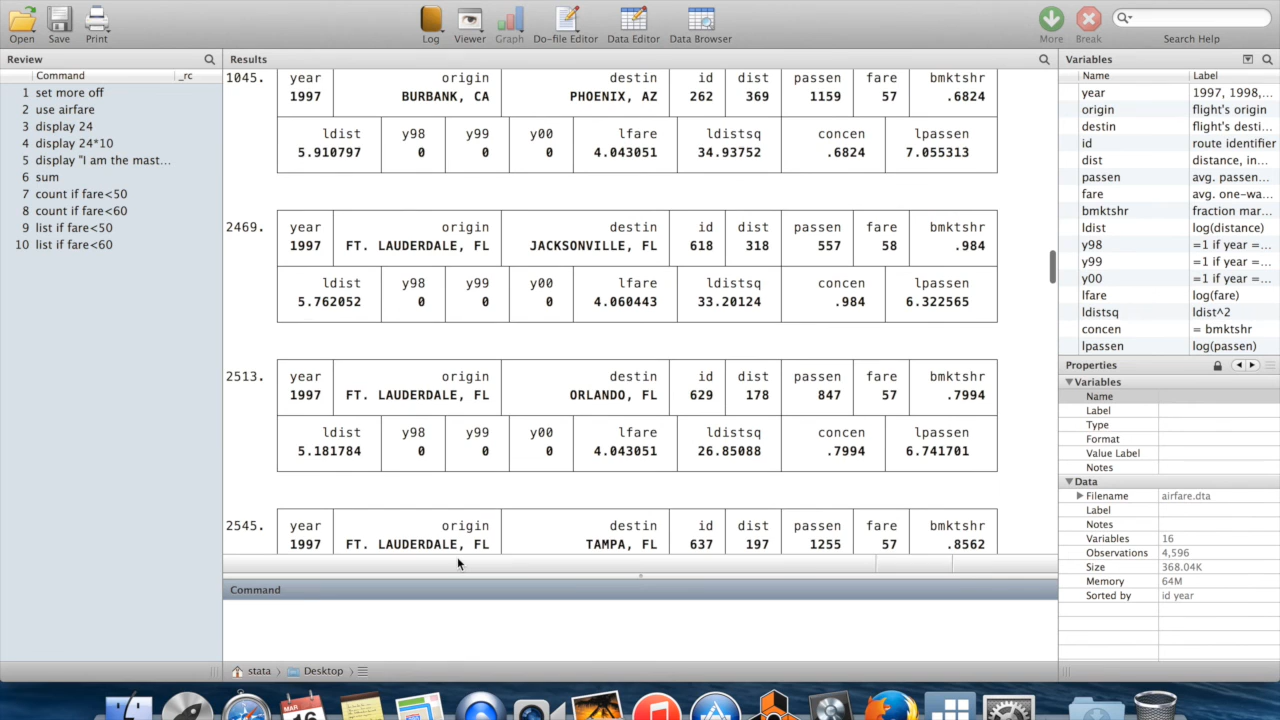 Open Save Print Log Viewer Graph Do-file Editor Data Editor Data Browser More Break Search Help
Review
Command _rc
1 set more off
2 use airfare
3 display 24
4 display 24*10
5 display "I am the mast...
6 sum
7 count if fare<50
8 count if fare<60
9 list if fare<50
10 list if fare<60
Results
1045. year origin destin id dist passen fare bmktshr
1997 BURBANK, CA PHOENIX, AZ 262 369 1159 57 .6824
ldist y98 y99 y00 lfare ldistsq concen lpassen
5.910797 0 0 0 4.043051 34.93752 .6824 7.055313
2469. year origin destin id dist passen fare bmktshr
1997 FT. LAUDERDALE, FL JACKSONVILLE, FL 618 318 557 58 .984
ldist y98 y99 y00 lfare ldistsq concen lpassen
5.762052 0 0 0 4.060443 33.20124 .984 6.322565
2513. year origin destin id dist passen fare bmktshr
1997 FT. LAUDERDALE, FL ORLANDO, FL 629 178 847 57 .7994
ldist y98 y99 y00 lfare ldistsq concen lpassen
5.181784 0 0 0 4.043051 26.85088 .7994 6.741701
2545. year origin destin id dist passen fare bmktshr
1997 FT. LAUDERDALE, FL TAMPA, FL 637 197 1255 57 .8562
Command
stata Desktop
Variables
Name Label
year 1997, 1998,...
origin flight's origin
destin flight's desti...
id route identifier
dist distance, in...
passen avg. passen...
fare avg. one-wa...
bmktshr fraction mar...
ldist log(distance)
y98 =1 if year =...
y99 =1 if year =...
y00 =1 if year =...
lfare log(fare)
ldistsq ldist^2
concen = bmktshr
lpassen log(passen)
Properties
Variables
Name
Label
Type
Format
Value Label
Notes
Data
Filename airfare.dta
Label
Notes
Variables 16
Observations 4,596
Size 368.04K
Memory 64M
Sorted by id year
MAR
16